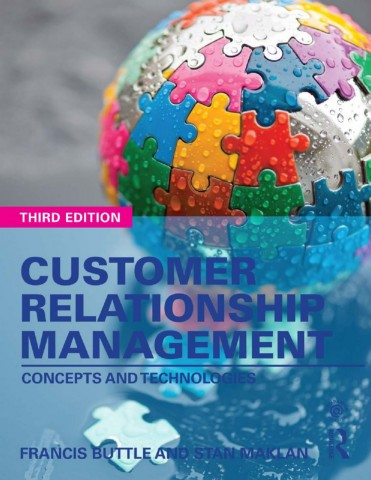 THIRD EDITION
CUSTOMER
RELATIONSHIP
MANAGEMENT
CONCEPTS AND TECHNOLOGIES
FRANCIS BUTTLE AND STAN MAKLAN